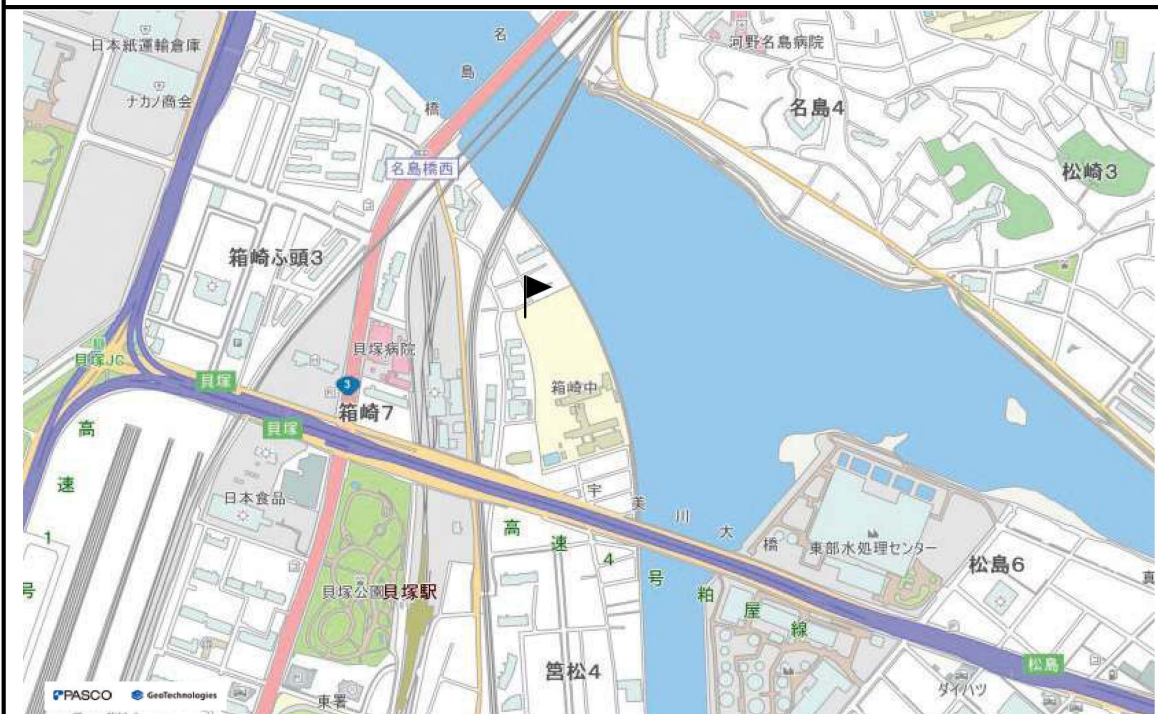 日本紙運輸倉庫
ナカノ商会
名島橋
名島橋西
河野名島病院
名島4
松崎3
箱崎ふ頭3
貝塚病院
貝塚JC
貝塚
貝塚
3
箱崎7
箱崎中
高速1号
日本食品
貝塚公園
貝塚駅
宇美川大橋
高速4号粕屋線
東部水処理センター
松島6
真
筥松4
松島
ダイハツ
東署
PASCO
GeoTechnologies